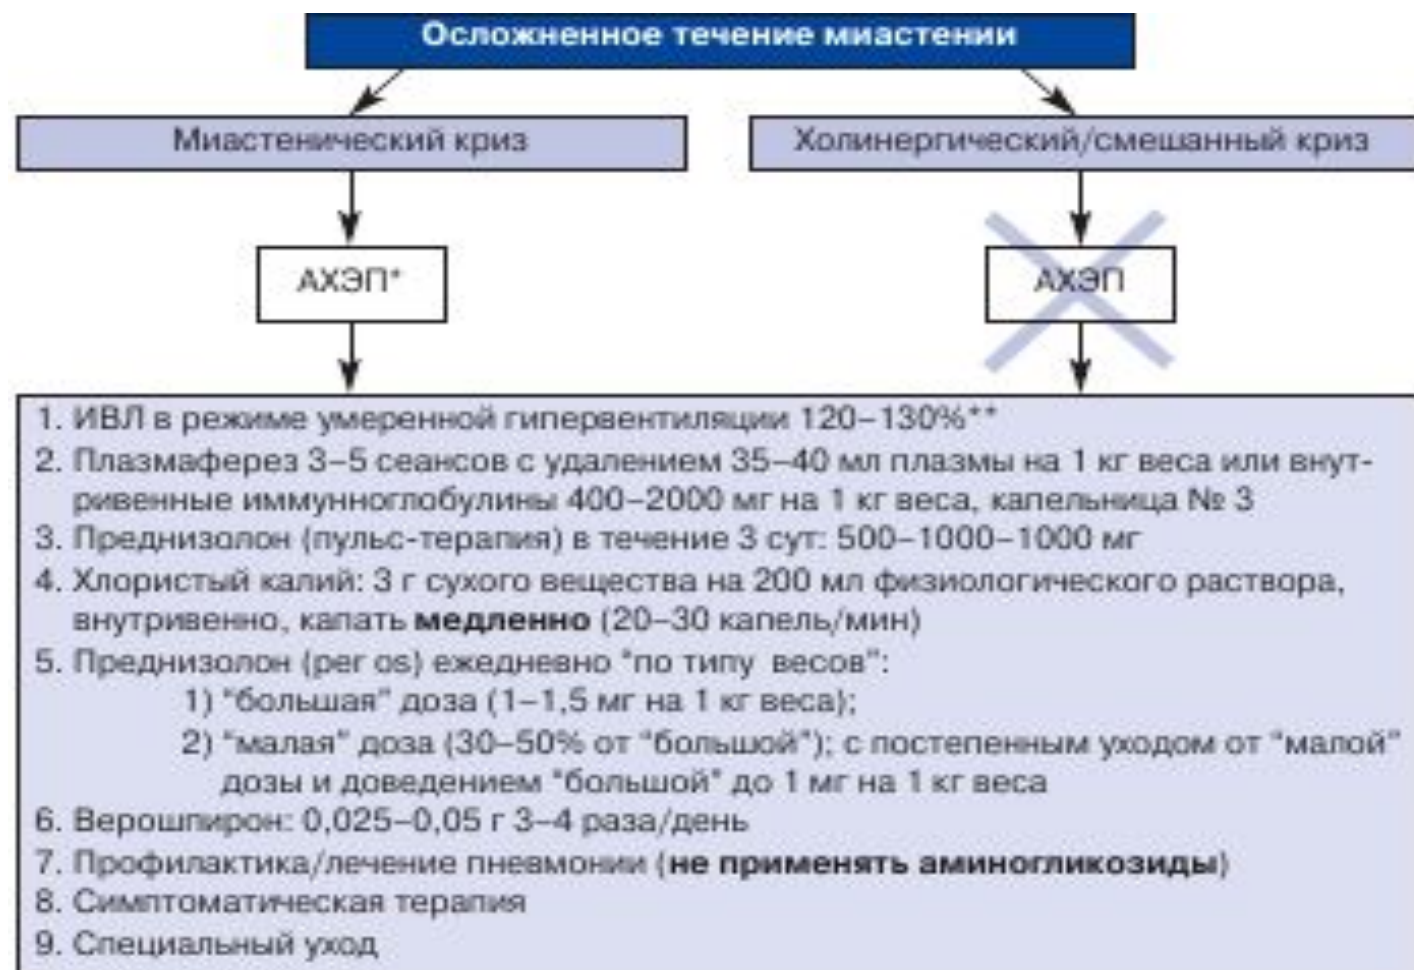 Осложненное течение миастении
Миастенический криз
Холинергический/смешанный криз
АХЭП*
АХЭП
1. ИВЛ в режиме умеренной гипервентиляции 120–130%**
2. Плазмаферез 3–5 сеансов с удалением 35–40 мл плазмы на 1 кг веса или внут-
ривенные иммунноглобулины 400–2000 мг на 1 кг веса, капельница № 3
3. Преднизолон (пульс-терапия) в течение 3 сут: 500–1000–1000 мг
4. Хлористый калий: 3 г сухого вещества на 200 мл физиологического раствора,
внутривенно, капать медленно (20–30 капель/мин)
5. Преднизолон (per os) ежедневно "по типу весов":
1) "большая" доза (1–1,5 мг на 1 кг веса);
2) "малая" доза (30–50% от "большой"); с постепенным уходом от "малой"
дозы и доведением "большой" до 1 мг на 1 кг веса
6. Верошпирон: 0,025–0,05 г 3–4 раза/день
7. Профилактика/лечение пневмонии (не применять аминогликозиды)
8. Симптоматическая терапия
9. Специальный уход